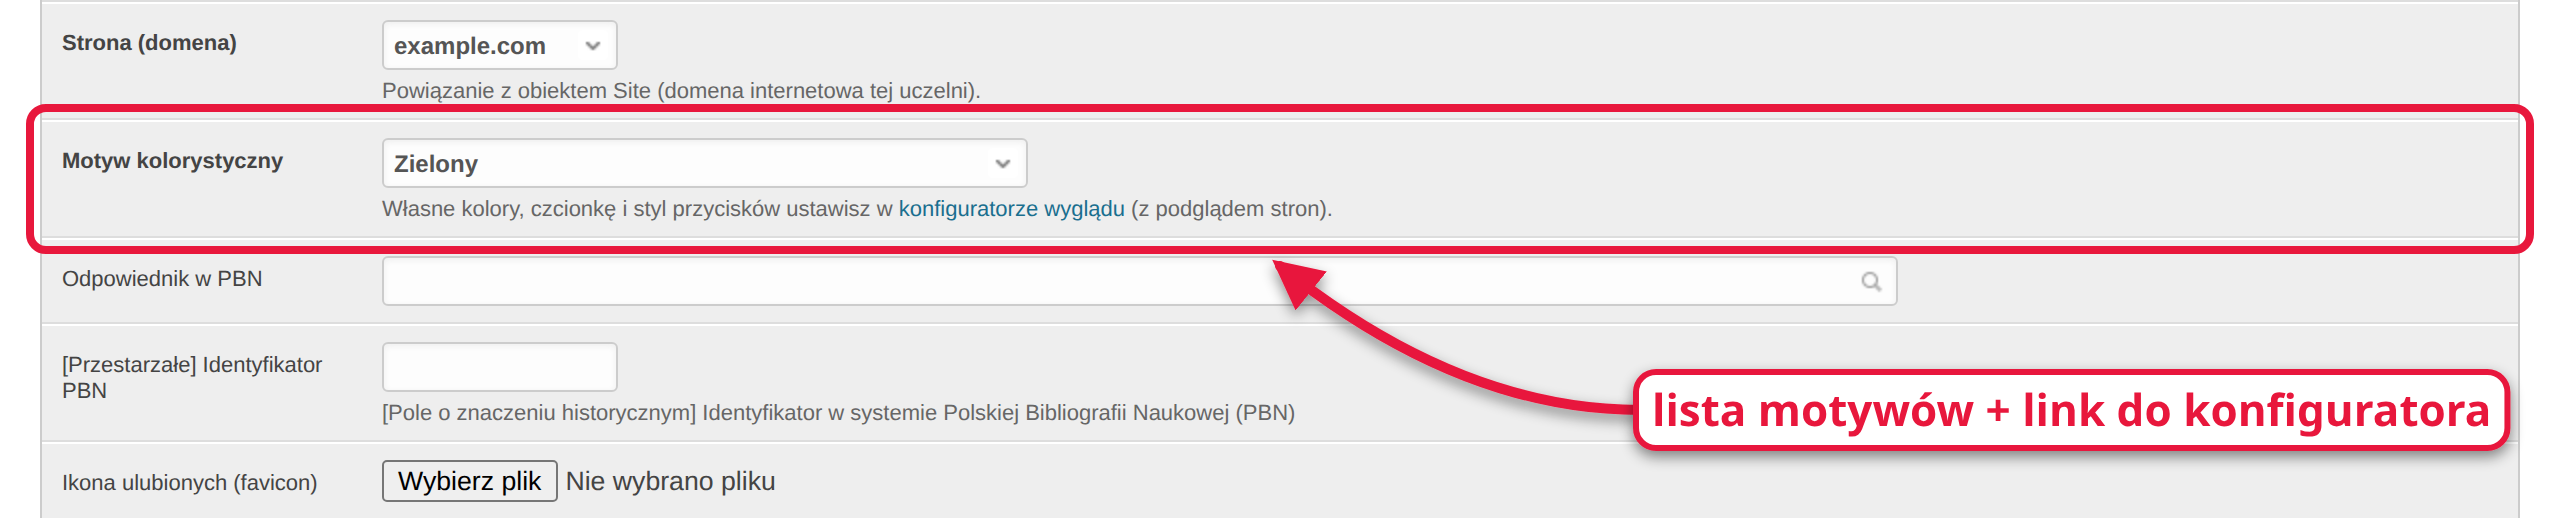 Strona (domena)
example.com
Powiązanie z obiektem Site (domena internetowa tej uczelni).
Motyw kolorystyczny
Zielony
Własne kolory, czcionkę i styl przycisków ustawisz w konfiguratorze wyglądu (z podglądem stron).
Odpowiednik w PBN
[Przestarzałe] Identyfikator
PBN
[Pole o znaczeniu historycznym] Identyfikator w systemie Polskiej Bibliografii Naukowej (PBN)
lista motywów + link do konfiguratora
Ikona ulubionych (favicon)
Wybierz plik Nie wybrano pliku